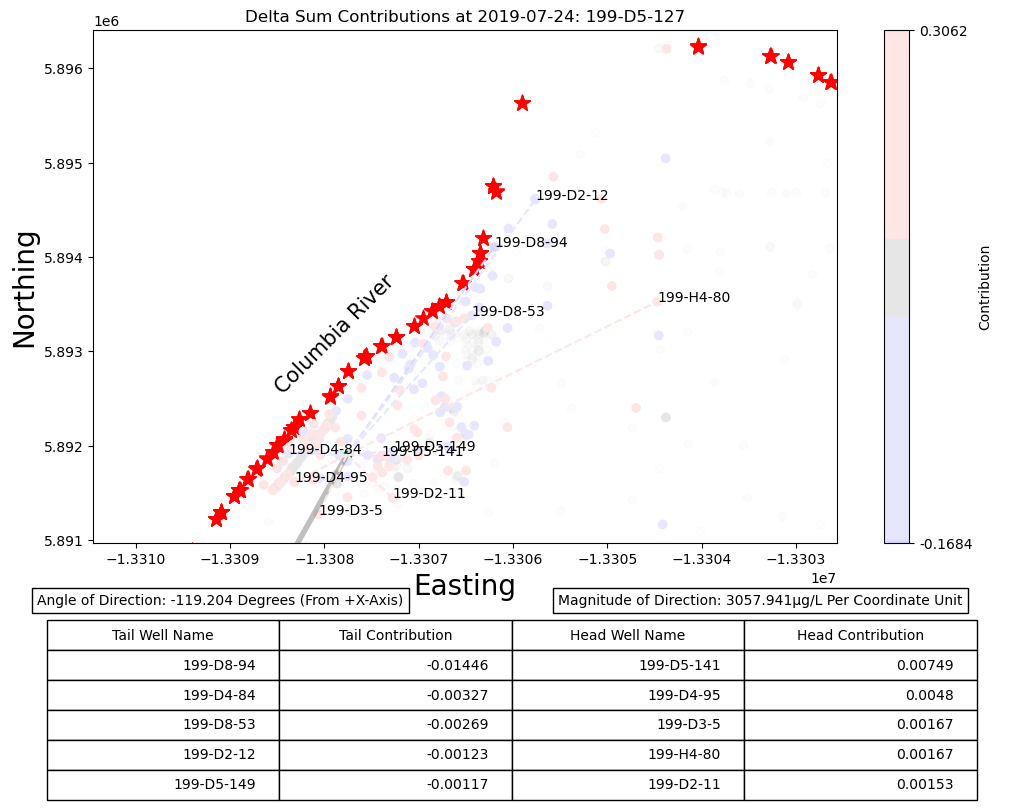 Delta Sum Contributions at 2019-07-24: 199-D5-127
1e6
0.3062
5.896
5.895
5.894
5.893
5.892
5.891
Northing
Columbia River
199-D2-12
199-D8-94
199-H4-80
199-D8-53
199-D5-149
199-D4-84
199-D5-141
199-D4-95
199-D2-11
199-D3-5
Contribution
-0.1684
−1.3310
−1.3309
−1.3308
−1.3307
−1.3306
−1.3305
−1.3304
−1.3303
1e7
Easting
Angle of Direction: -119.204 Degrees (From +X-Axis)
Magnitude of Direction: 3057.941μg/L Per Coordinate Unit
Tail Well Name Tail Contribution Head Well Name Head Contribution
199-D8-94 -0.01446 199-D5-141 0.00749
199-D4-84 -0.00327 199-D4-95 0.0048
199-D8-53 -0.00269 199-D3-5 0.00167
199-D2-12 -0.00123 199-H4-80 0.00167
199-D5-149 -0.00117 199-D2-11 0.00153